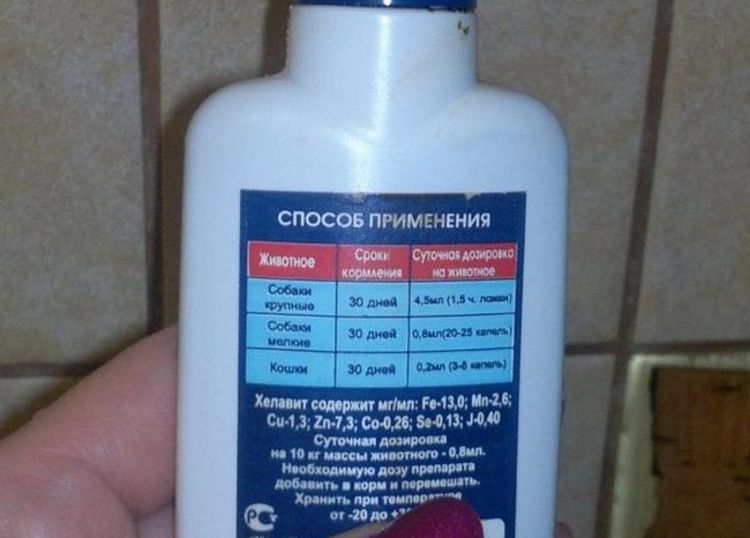 СПОСОБ ПРИМЕНЕНИЯ
Животное Сроки кормления Суточная дозировка на животное
Собаки крупные 30 дней 4,5мл (1,5 ч. ложки)
Собаки мелкие 30 дней 0,8мл(20-25 капель)
Кошки 30 дней 0,2мл (3-5 капель)
Хелавит содержит мг/мл: Fe-13,0; Mn-2,6;
Cu-1,3; Zn-7,3; Co-0,26; Se-0,13; J-0,40
Суточная дозировка
на 10 кг массы животного - 0,8мл.
Необходимую дозу препарата
добавить в корм и перемешать.
Хранить при температуре
от -20 до